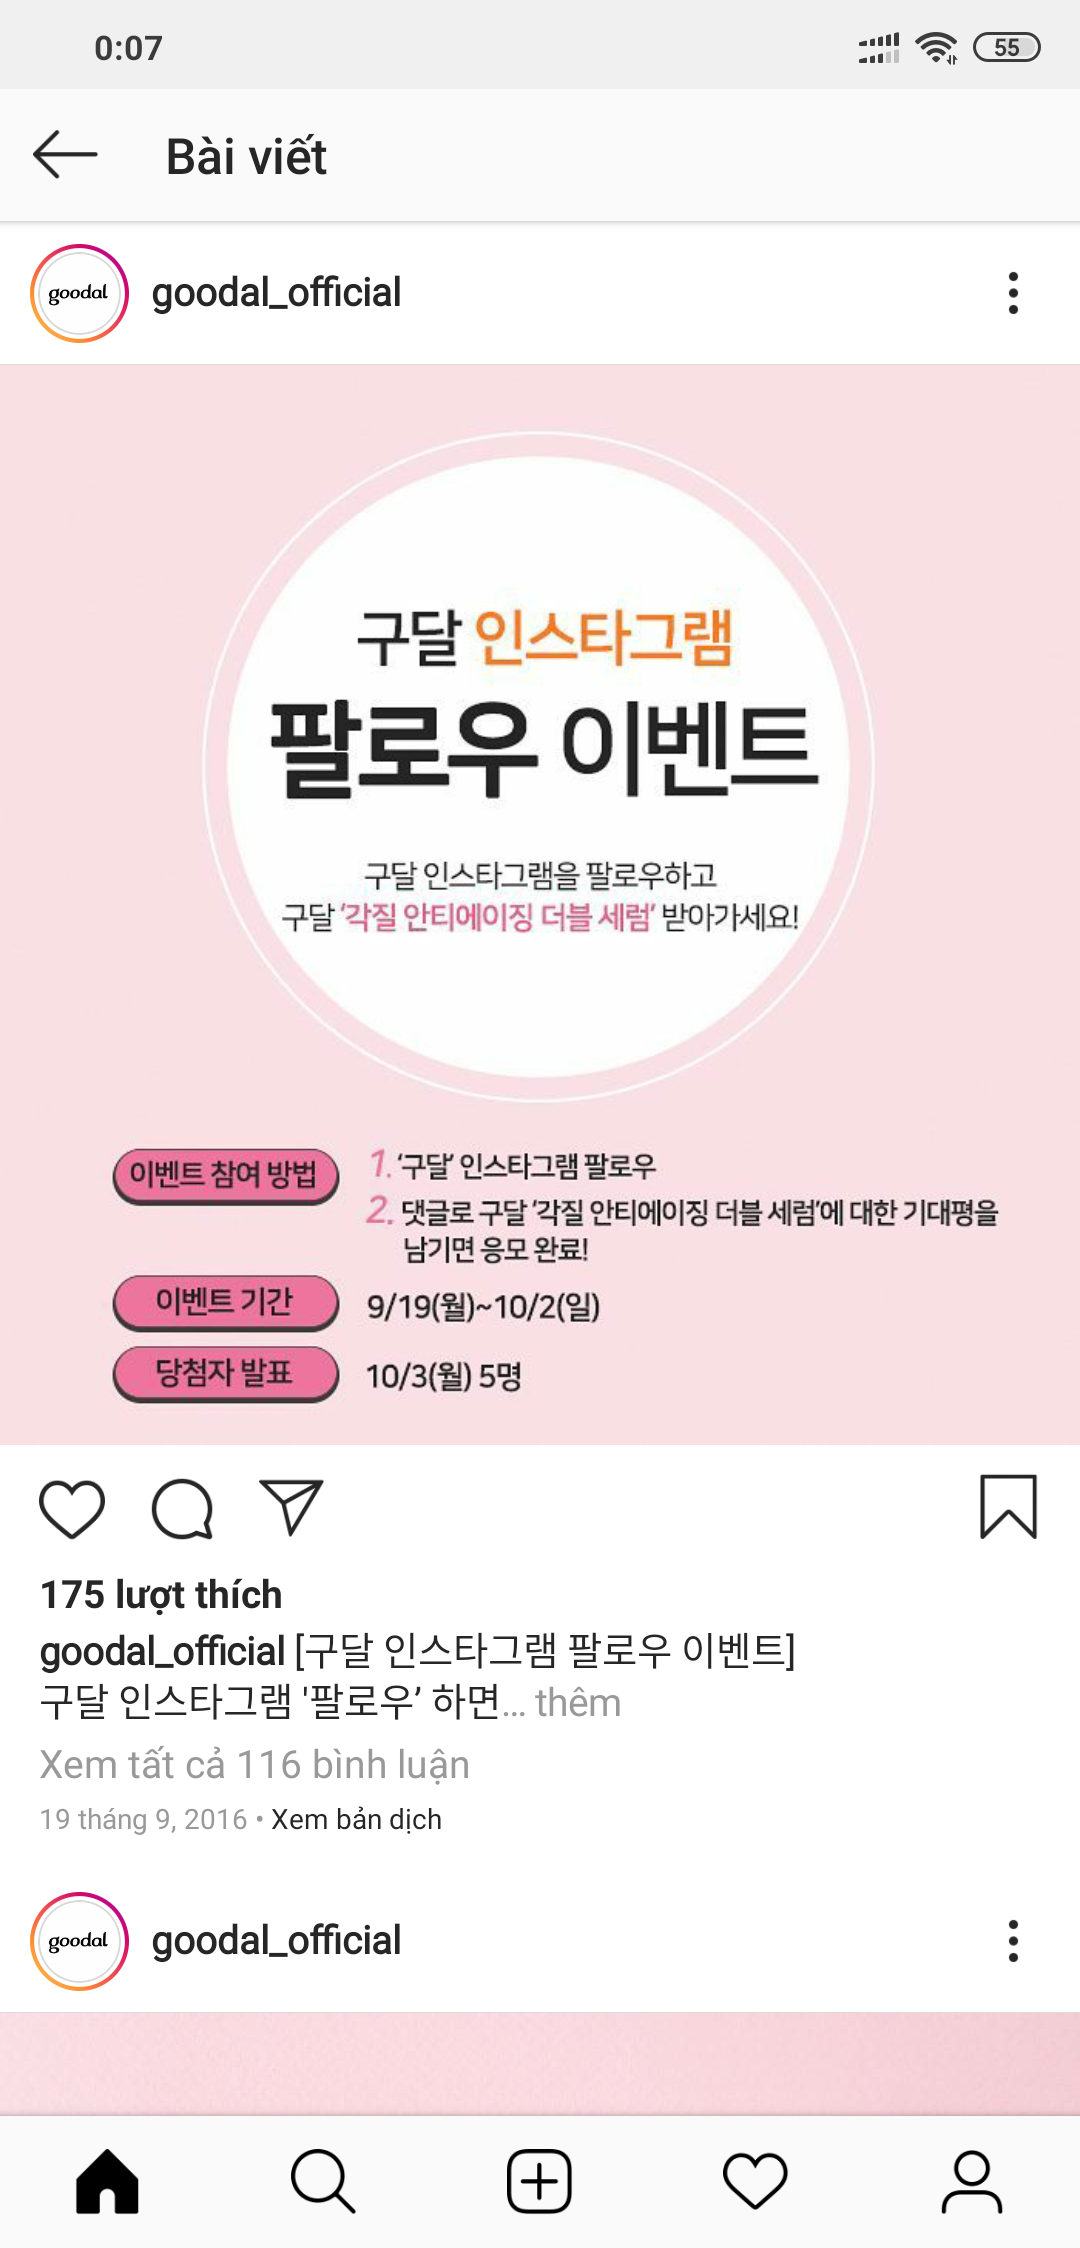 0:07
55
Bài viết
goodal
goodal_official
구달 인스타그램
팔로우 이벤트
구달 인스타그램을 팔로우하고
구달 ‘각질 안티에이징 더블 세럼’ 받아가세요!
이벤트 참여 방법
1. ‘구달’ 인스타그램 팔로우
2. 댓글로 구달 ‘각질 안티에이징 더블 세럼’에 대한 기대평을
남기면 응모 완료!
이벤트 기간
9/19(월)~10/2(일)
당첨자 발표
10/3(월) 5명
175 lượt thích
goodal_official [구달 인스타그램 팔로우 이벤트]
구달 인스타그램 '팔로우’ 하면... thêm
Xem tất cả 116 bình luận
19 tháng 9, 2016 • Xem bản dịch
goodal
goodal_official